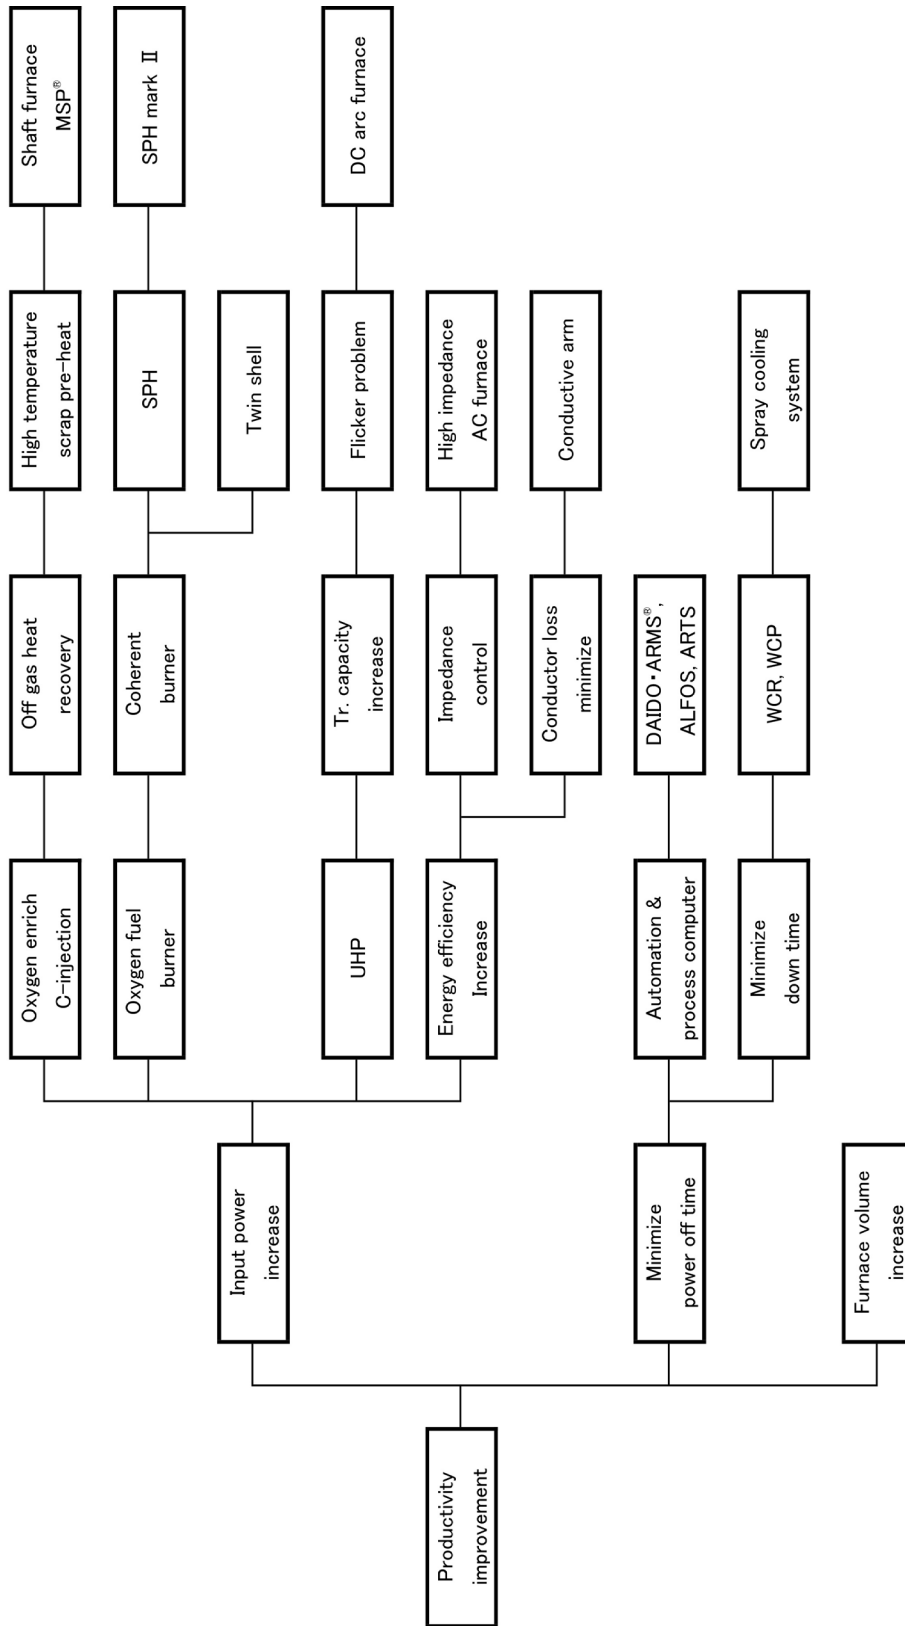 Productivity
improvement
Input power
increase
Minimize
power off time
Furnace volume
increase
Oxygen enrich
C-injection
Oxygen fuel
burner
UHP
Energy efficiency
Increase
Automation &
process computer
Minimize
down time
Off gas heat
recovery
Coherent
burner
Tr. capacity
increase
Impedance
control
Conductor loss
minimize
DAIDO・ARMS®,
ALFOS, ARTS
WCR, WCP
High temperature
scrap pre-heat
SPH
Twin shell
Flicker problem
High impedance
AC furnace
Conductive arm
Spray cooling
system
Shaft furnace
MSP®
SPH mark Ⅱ
DC arc furnace